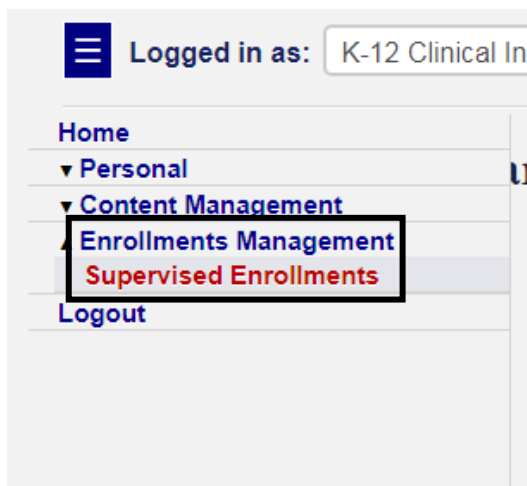 Logged in as: K-12 Clinical In
Home
Personal
Content Management
Enrollments Management
Supervised Enrollments
Logout